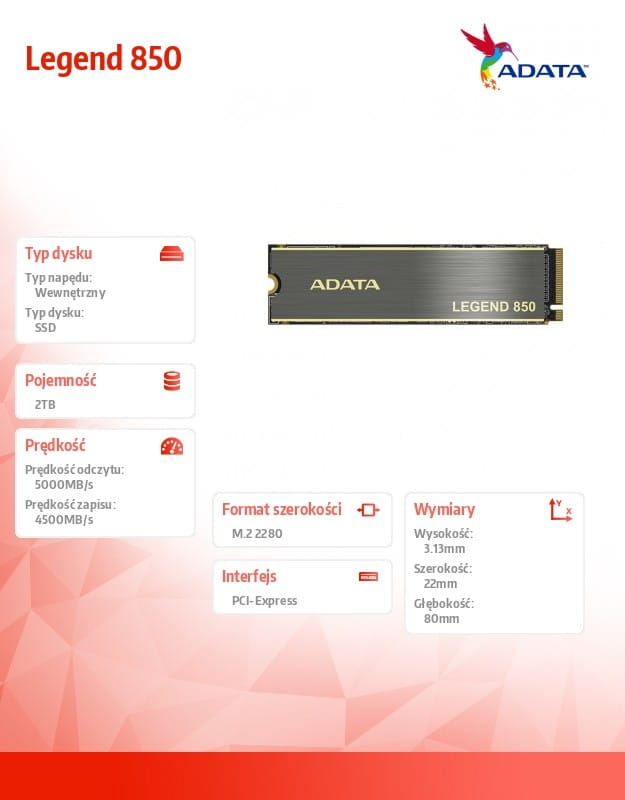 Legend 850
ADATA™
ADATA
LEGEND 850
Typ dysku
Typ napędu:
Wewnętrzny
Typ dysku:
SSD
Pojemność
2TB
Prędkość
Prędkość odczytu:
5000MB/s
Prędkość zapisu:
4500MB/s
Format szerokości
M.2 2280
Interfejs
PCI-Express
Wymiary
Y
X
Wysokość:
3.13mm
Szerokość:
22mm
Głębokość:
80mm